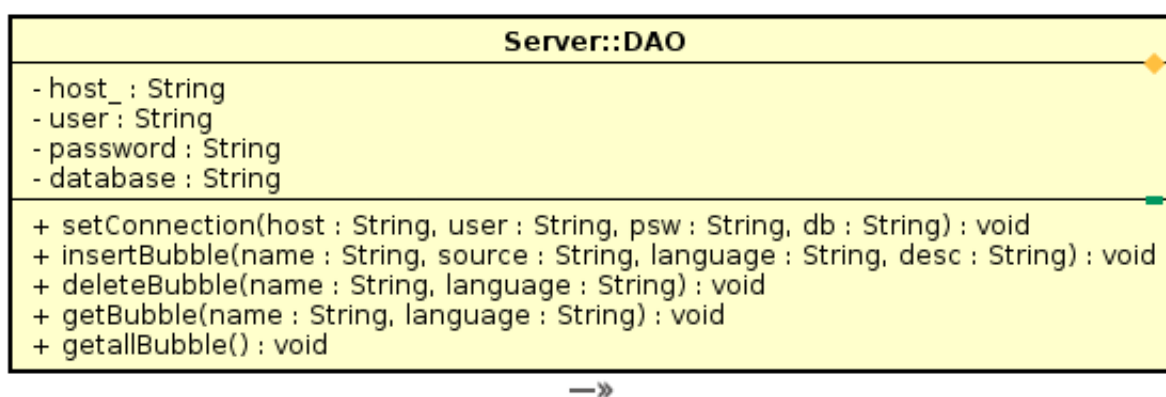 Server::DAO
- host_ : String
- user : String
- password : String
- database : String
+ setConnection(host : String, user : String, psw : String, db : String) : void
+ insertBubble(name : String, source : String, language : String, desc : String) : void
+ deleteBubble(name : String, language : String) : void
+ getBubble(name : String, language : String) : void
+ getallBubble() : void